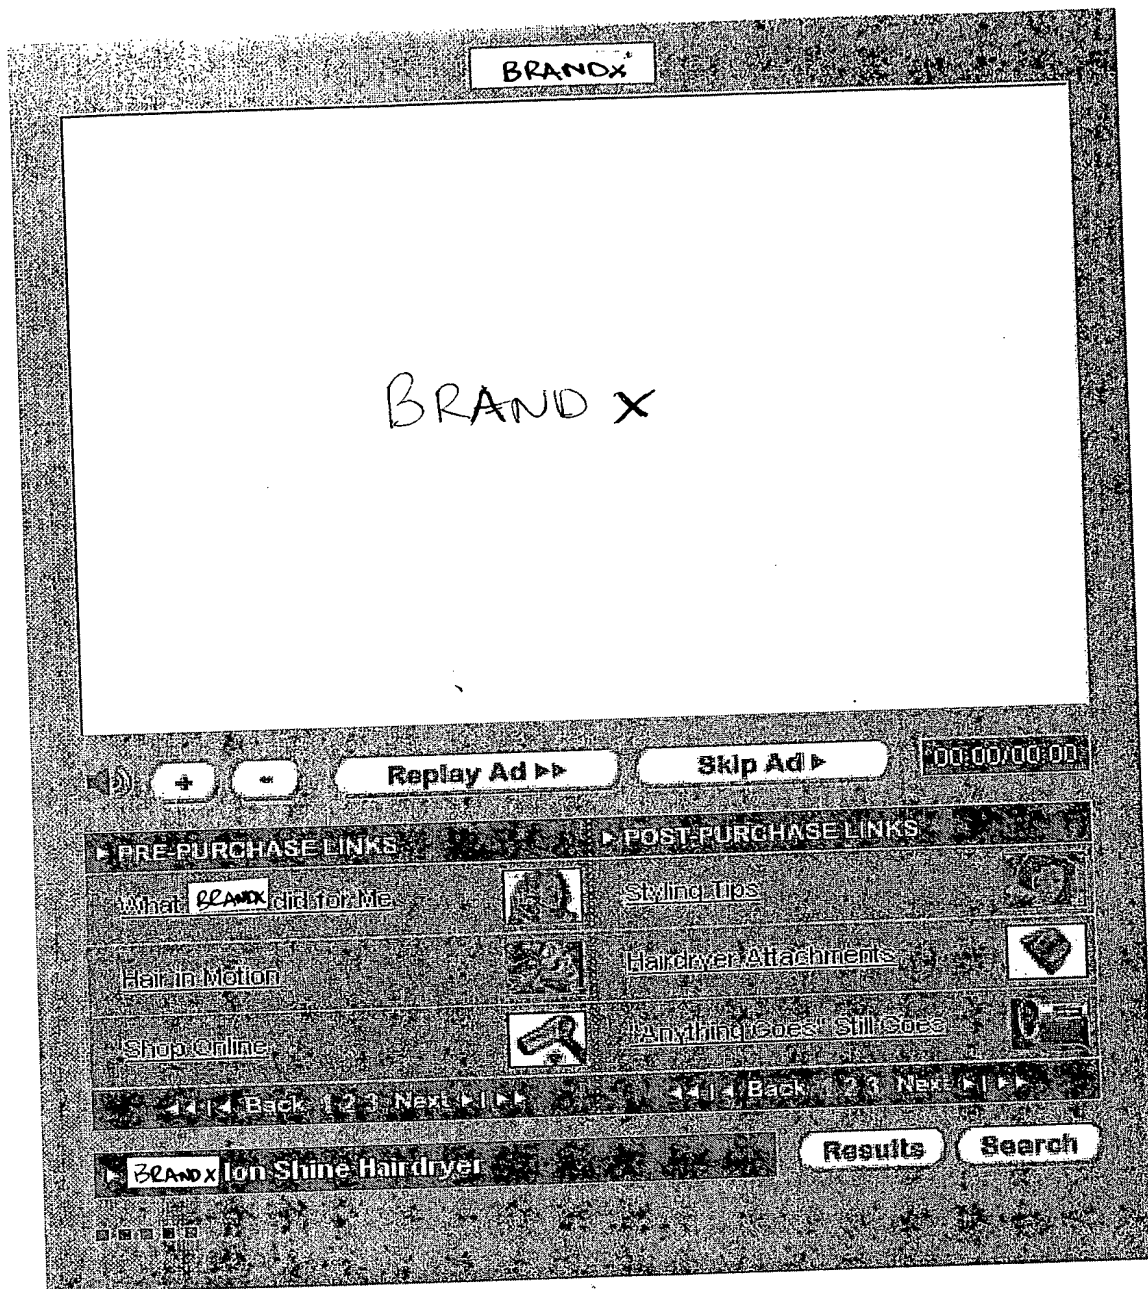 BRANDX
BRAND X
+ - Replay Ad ▸▸ Skip Ad ▸ 00:00/00:00
▸ PRE-PURCHASE LINKS ▸ POST-PURCHASE LINKS
What BRANDX did for Me Styling Tips
Hair in Motion Hairdryer Attachments
Shop Online "Anything Goes" Still Goes
◂◂ | ◂ Back 1 2 3 Next ▸ | ▸▸ ◂◂ | ◂ Back 1 2 3 Next ▸ | ▸▸
▸ BRANDX Ion Shine Hairdryer Results Search